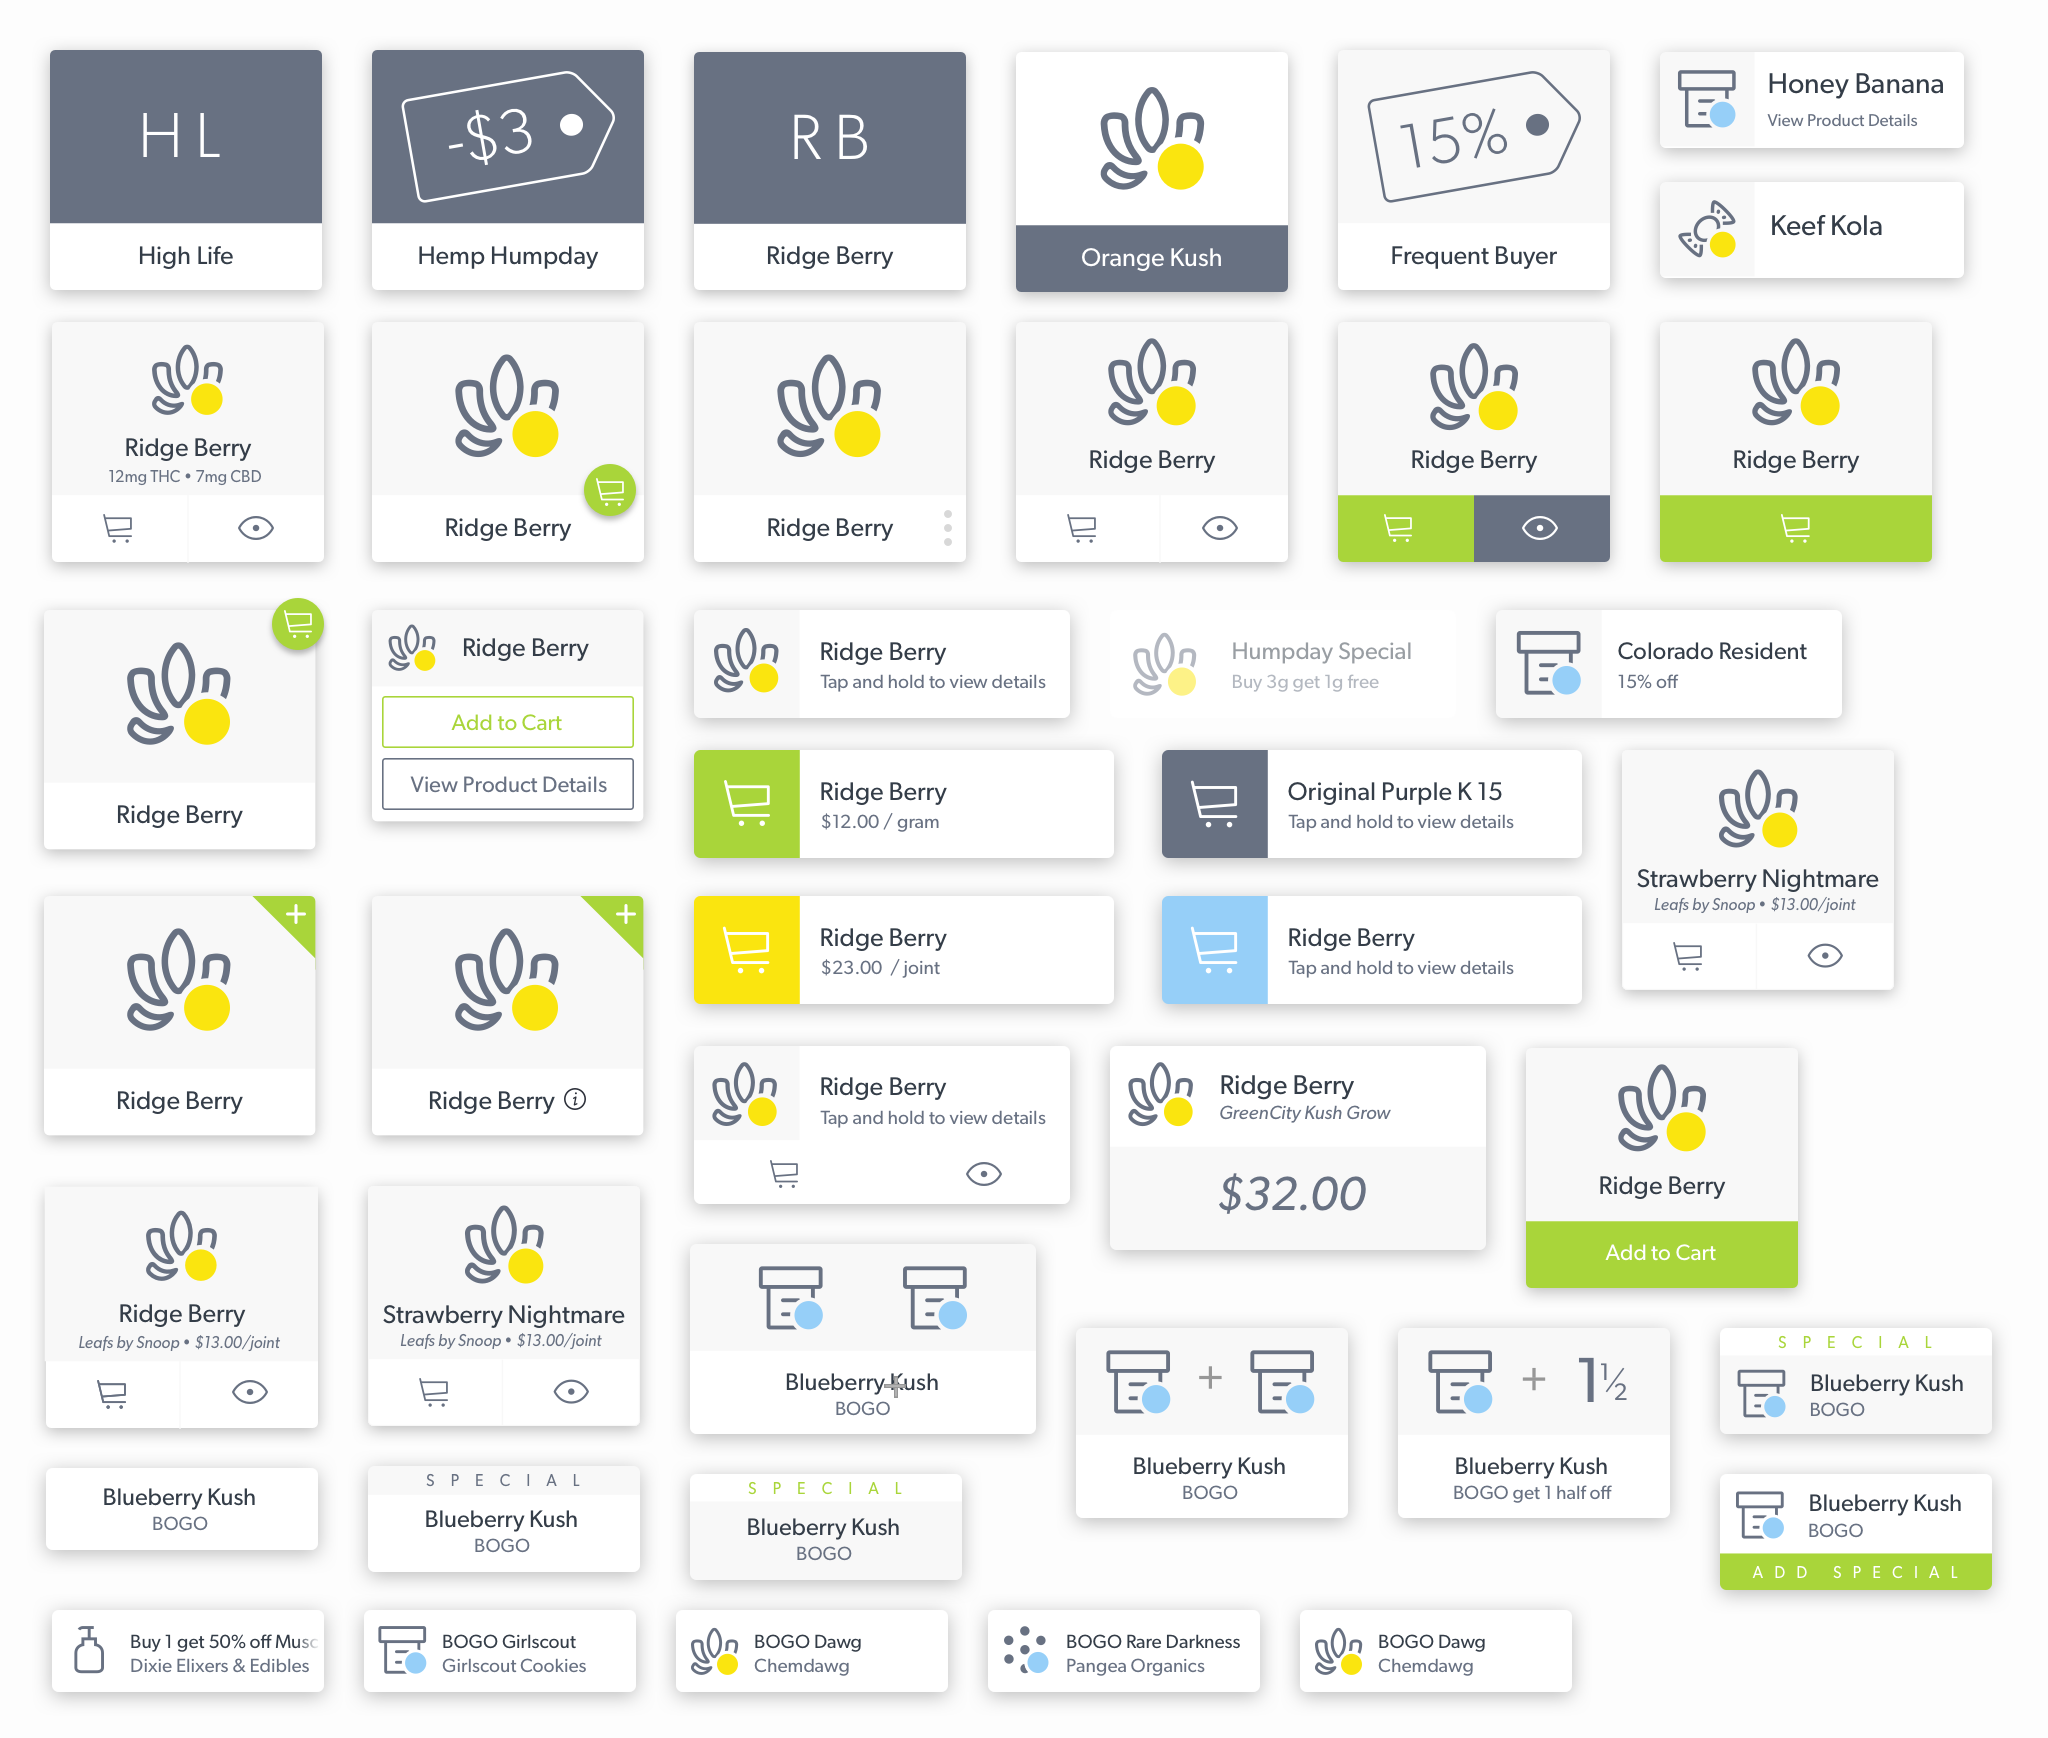 HL
High Life
-$3
Hemp Humpday
RB
Ridge Berry
Orange Kush
15%
Frequent Buyer
Honey Banana
View Product Details
Keef Kola
Ridge Berry
12mg THC • 7mg CBD
Ridge Berry
Ridge Berry
Ridge Berry
Ridge Berry
Ridge Berry
Ridge Berry
Ridge Berry
Add to Cart
View Product Details
Ridge Berry
Tap and hold to view details
Humpday Special
Buy 3g get 1g free
Colorado Resident
15% off
Ridge Berry
$12.00 / gram
Original Purple K 15
Tap and hold to view details
Strawberry Nightmare
Leafs by Snoop • $13.00/joint
Ridge Berry
Ridge Berry
Ridge Berry
$23.00 / joint
Ridge Berry
Tap and hold to view details
Ridge Berry
Tap and hold to view details
Ridge Berry
GreenCity Kush Grow
$32.00
Ridge Berry
Add to Cart
Ridge Berry
Leafs by Snoop • $13.00/joint
Strawberry Nightmare
Leafs by Snoop • $13.00/joint
Blueberry Kush
BOGO
+
Blueberry Kush
BOGO
+ 1½
Blueberry Kush
BOGO get 1 half off
SPECIAL
Blueberry Kush
BOGO
Blueberry Kush
BOGO
SPECIAL
Blueberry Kush
BOGO
SPECIAL
Blueberry Kush
BOGO
Blueberry Kush
BOGO
ADD SPECIAL
Buy 1 get 50% off Musc
Dixie Elixers & Edibles
BOGO Girlscout
Girlscout Cookies
BOGO Dawg
Chemdawg
BOGO Rare Darkness
Pangea Organics
BOGO Dawg
Chemdawg